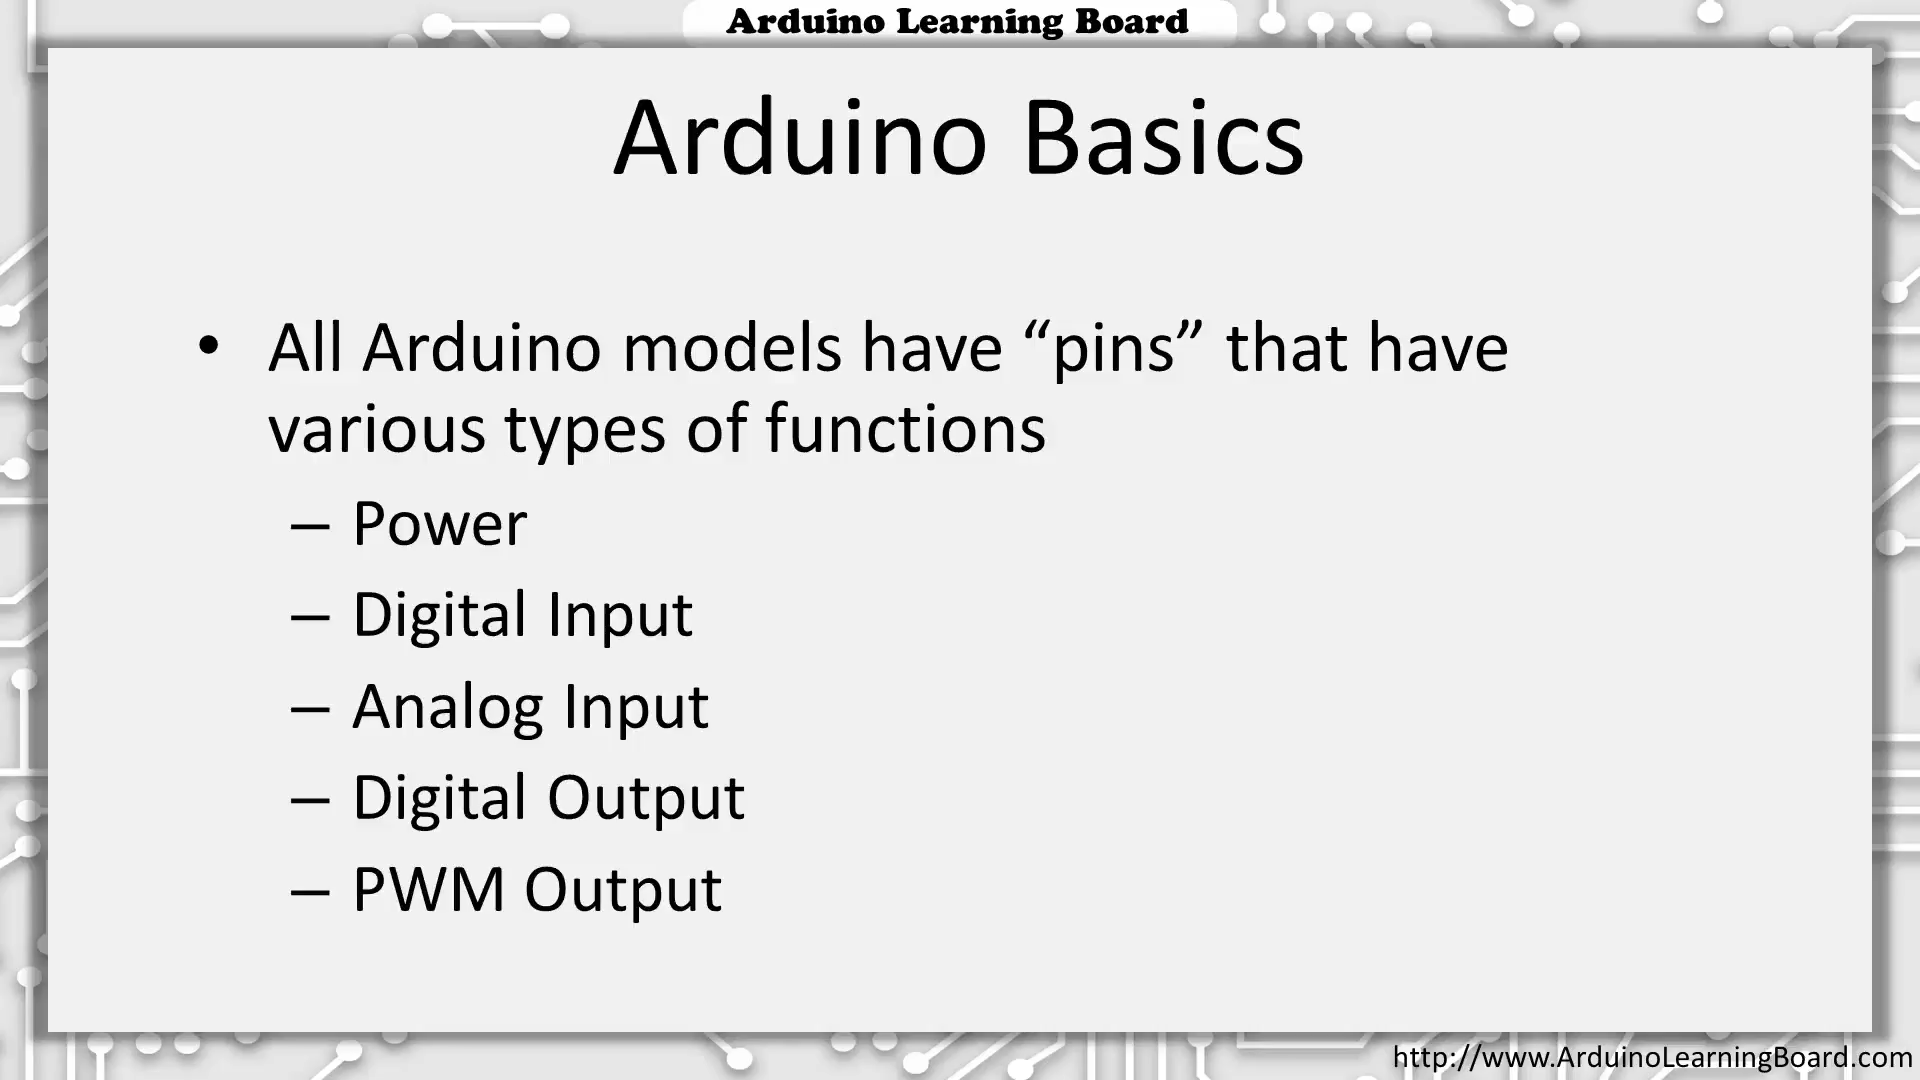 Arduino Learning Board
Arduino Basics
• All Arduino models have “pins” that have
various types of functions
– Power
– Digital Input
– Analog Input
– Digital Output
– PWM Output
http://www.ArduinoLearningBoard.com